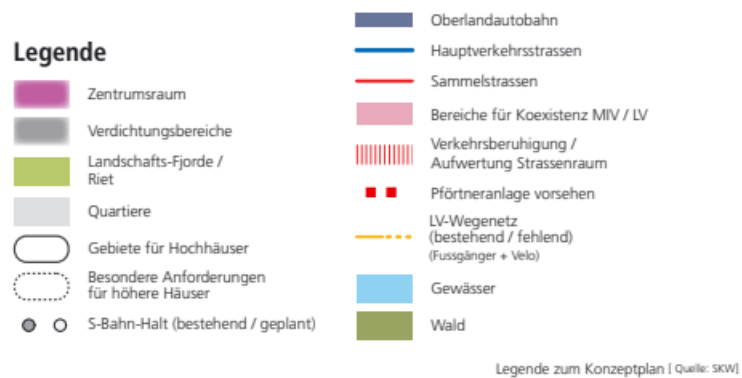 Legende
Zentrumsraum
Verdichtungsbereiche
Landschafts-Fjorde /
Riet
Quartiere
Gebiete für Hochhäuser
Besondere Anforderungen
für höhere Häuser
S-Bahn-Halt (bestehend / geplant)
Oberlandautobahn
Hauptverkehrsstrassen
Sammelstrassen
Bereiche für Koexistenz MIV / LV
Verkehrsberuhigung /
Aufwertung Strassenraum
Pförtneranlage vorsehen
LV-Wegenetz
(bestehend / fehlend)
(Fussgänger + Velo)
Gewässer
Wald
Legende zum Konzeptplan [ Quelle: SKW]